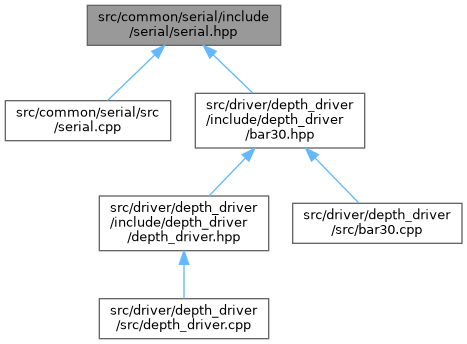 src/common/serial/include
/serial/serial.hpp
src/common/serial/src
/serial.cpp
src/driver/depth_driver
/include/depth_driver
/bar30.hpp
src/driver/depth_driver
/include/depth_driver
/depth_driver.hpp
src/driver/depth_driver
/src/bar30.cpp
src/driver/depth_driver
/src/depth_driver.cpp